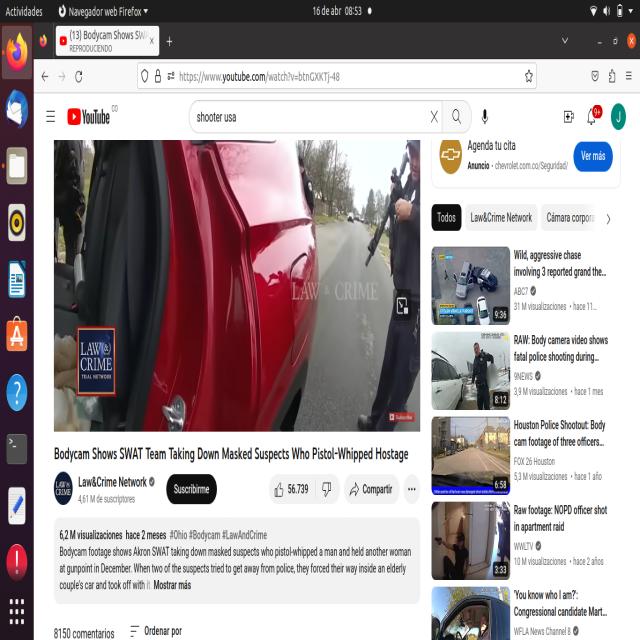 Actividades
Navegador web Firefox
16 de abr 08:53
(13) Bodycam Shows SWA
REPRODUCIENDO
https://www.youtube.com/watch?v=btnGXKTj-48
YouTube
CO
shooter usa
9+
J
LAW & CRIME
LAW &
CRIME
TRIAL NETWORK
Subscribe
Bodycam Shows SWAT Team Taking Down Masked Suspects Who Pistol-Whipped Hostage
Law&Crime Network
4,61 M de suscriptores
Suscribirme
56.739
Compartir
6,2 M visualizaciones hace 2 meses #Ohio #Bodycam #LawAndCrime
Bodycam footage shows Akron SWAT taking down masked suspects who pistol-whipped a man and held another woman
at gunpoint in December. When two of the suspects tried to get away from police, they forced their way inside an elderly
couple's car and took off with it Mostrar más
8150 comentarios
Ordenar por
Agenda tu cita
Anuncio • chevrolet.com.co/Seguridad/
Ver más
Todos
Law&Crime Network
Cámara corpora
Wild, aggressive chase
involving 3 reported grand the...
ABC7
31 M visualizaciones • hace 11...
9:36
RAW: Body camera video shows
fatal police shooting during...
9NEWS
3,9 M visualizaciones • hace 1 mes
8:12
Houston Police Shootout: Body
cam footage of three officers...
FOX 26 Houston
5,3 M visualizaciones • hace 1 año
6:58
Raw footage: NOPD officer shot
in apartment raid
WWLTV
10 M visualizaciones • hace 2 años
3:33
'You know who I am?':
Congressional candidate Mart...
WFLA News Channel 8